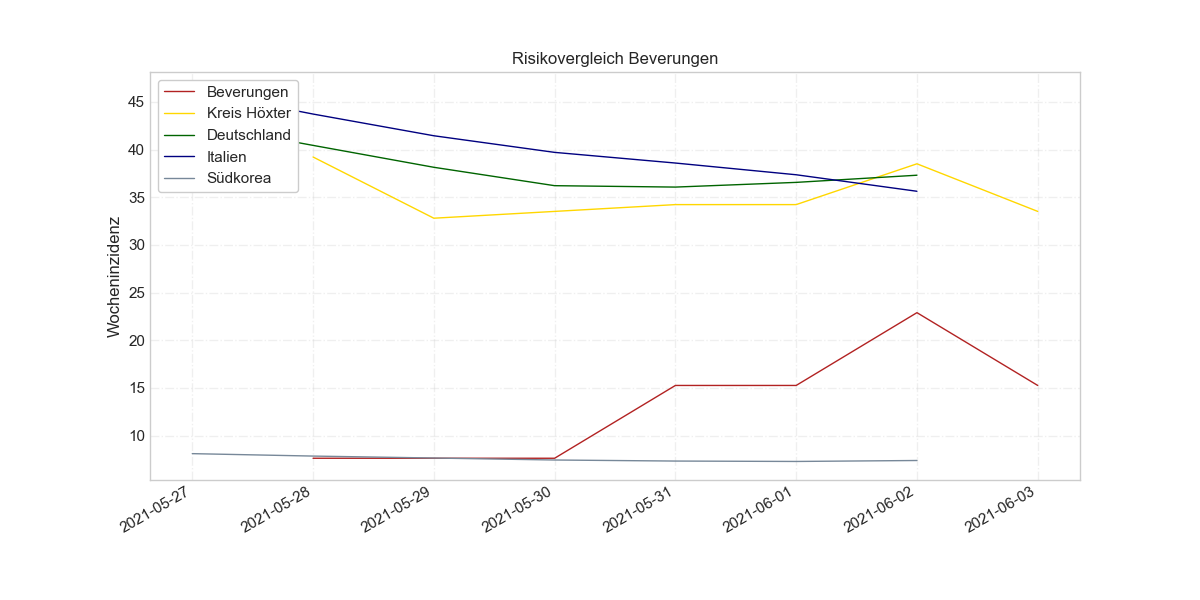 Risikovergleich Beverungen
Beverungen
Kreis Höxter
Deutschland
Italien
Südkorea
Wocheninzidenz
45
40
35
30
25
20
15
10
2021-05-27
2021-05-28
2021-05-29
2021-05-30
2021-05-31
2021-06-01
2021-06-02
2021-06-03